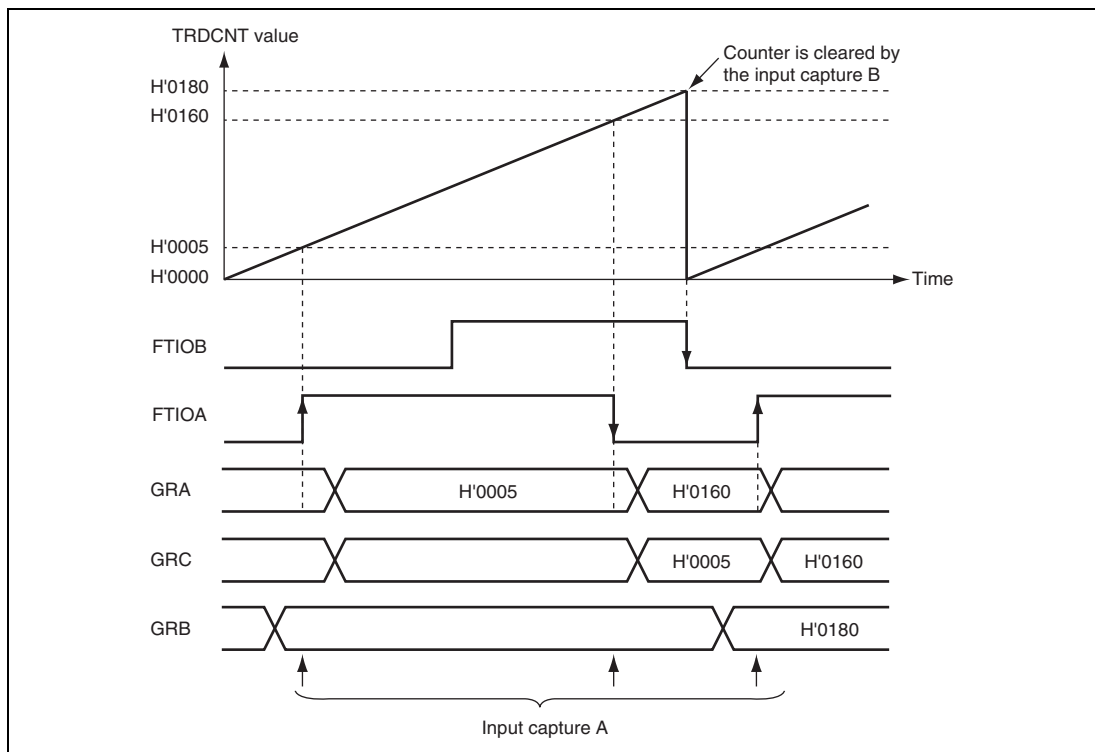 TRDCNT value
Counter is cleared by
the input capture B
H'0180
H'0160
H'0005
H'0000
Time
FTIOB
FTIOA
GRA
H'0005
H'0160
GRC
H'0005
H'0160
GRB
H'0180
Input capture A